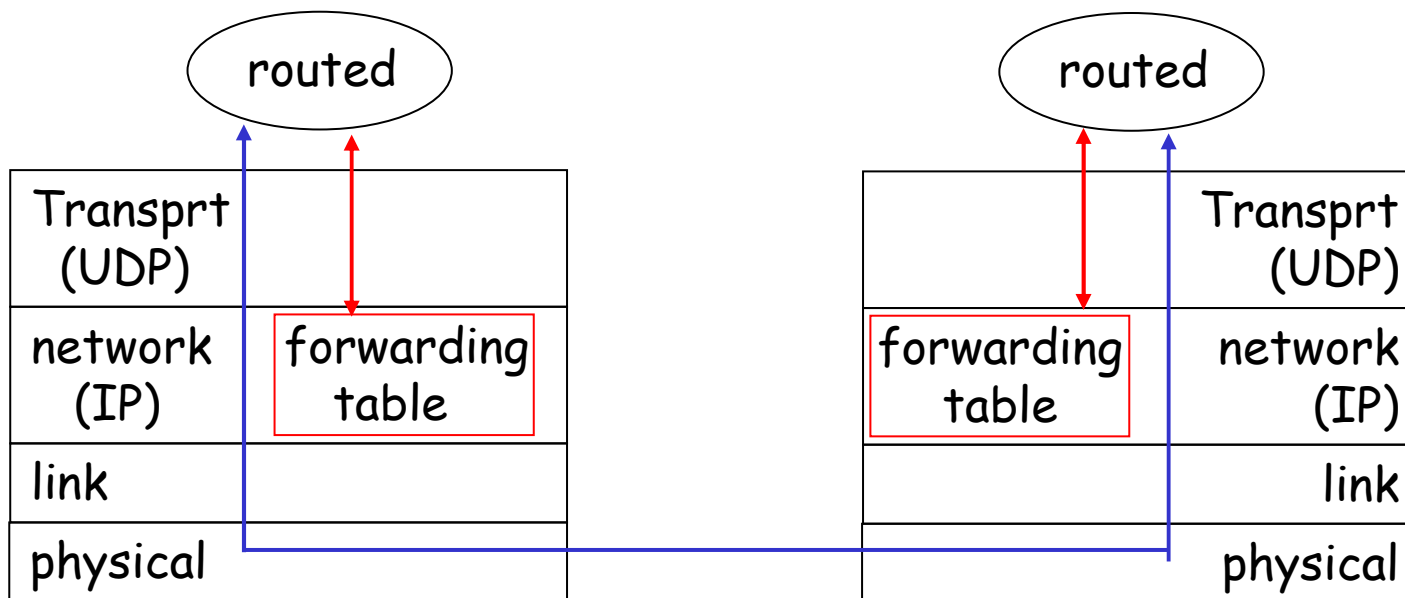 routed
routed
Transprt
(UDP)
Transprt
(UDP)
network
(IP)
forwarding
table
forwarding
table
network
(IP)
link
link
physical
physical